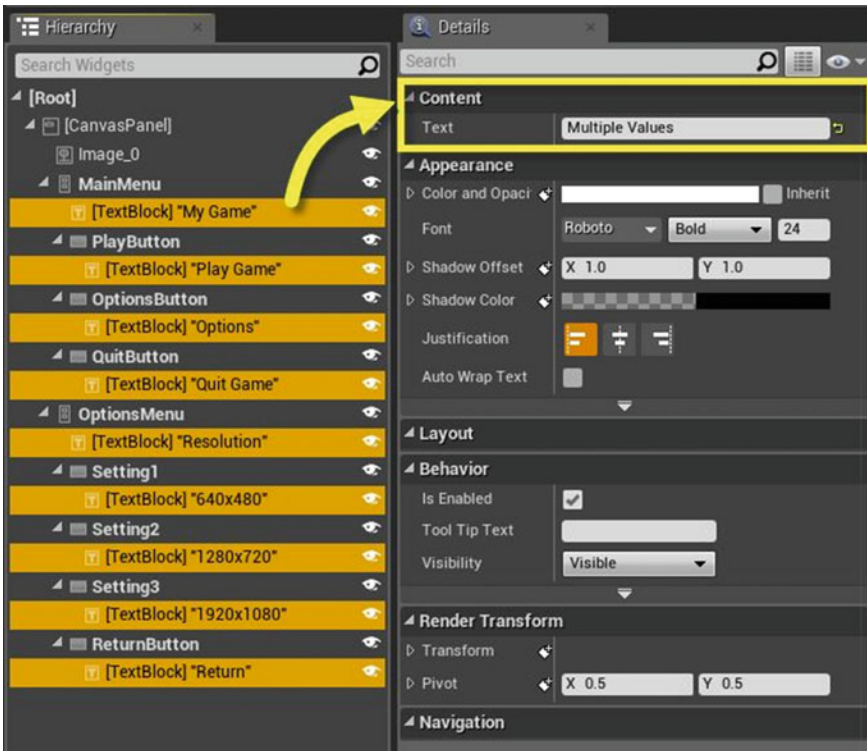 Hierarchy
Search Widgets
[Root]
[CanvasPanel]
Image_0
MainMenu
[TextBlock] "My Game"
PlayButton
[TextBlock] "Play Game"
OptionsButton
[TextBlock] "Options"
QuitButton
[TextBlock] "Quit Game"
OptionsMenu
[TextBlock] "Resolution"
Setting1
[TextBlock] "640x480"
Setting2
[TextBlock] "1280x720"
Setting3
[TextBlock] "1920x1080"
ReturnButton
[TextBlock] "Return"
Details
Search
Content
Text Multiple Values
Appearance
Color and Opaci Inherit
Font Roboto Bold 24
Shadow Offset X 1.0 Y 1.0
Shadow Color
Justification
Auto Wrap Text
Layout
Behavior
Is Enabled
Tool Tip Text
Visibility Visible
Render Transform
Transform
Pivot X 0.5 Y 0.5
Navigation